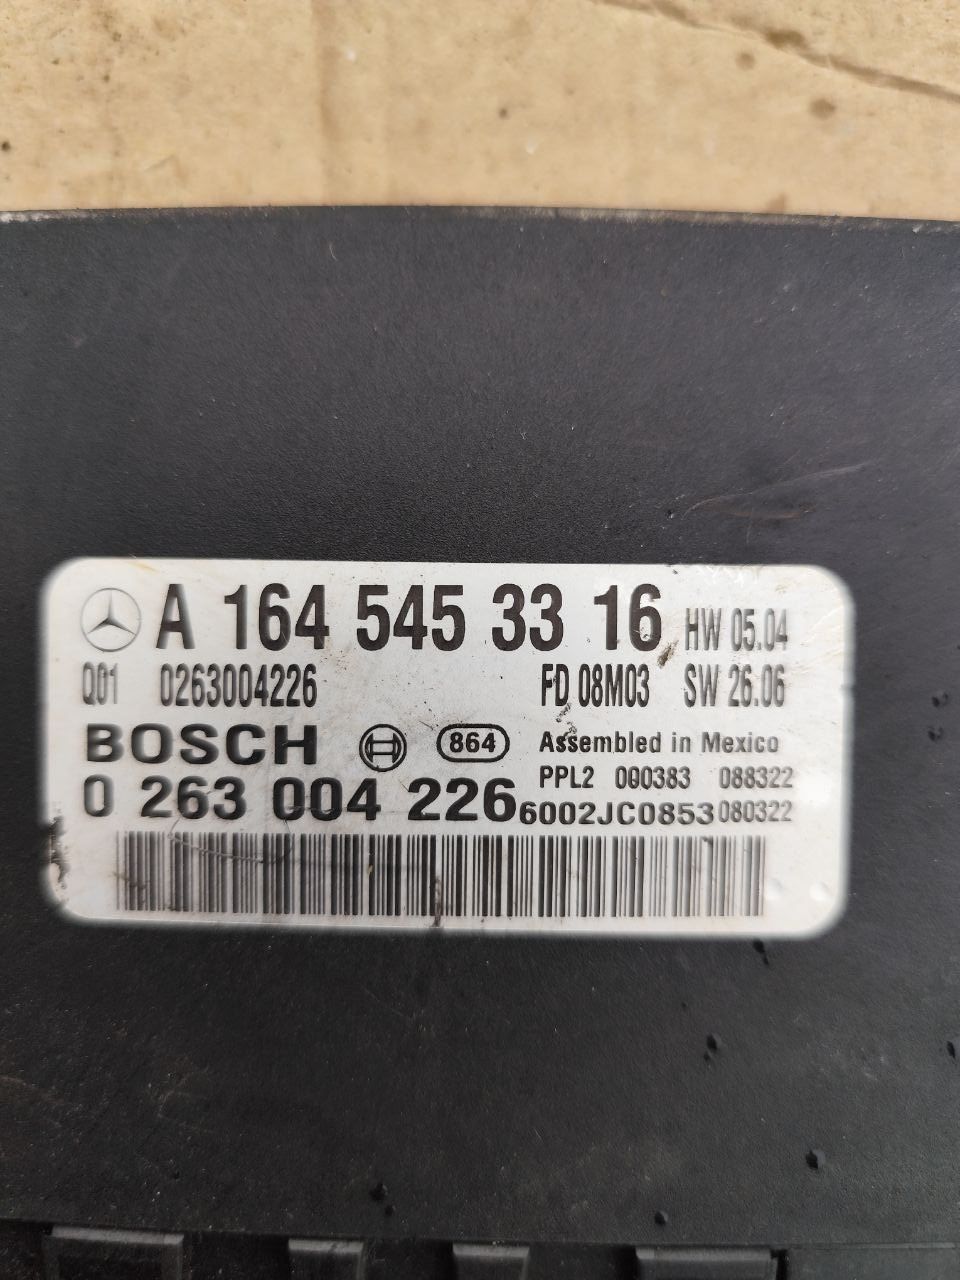 A 164 545 33 16 HW 05.04
Q01 0263004226 FD 08M03 SW 26.06
BOSCH 864 Assembled in Mexico
PPL2 000383 088322
0 263 004 226 6002JC0853 080322